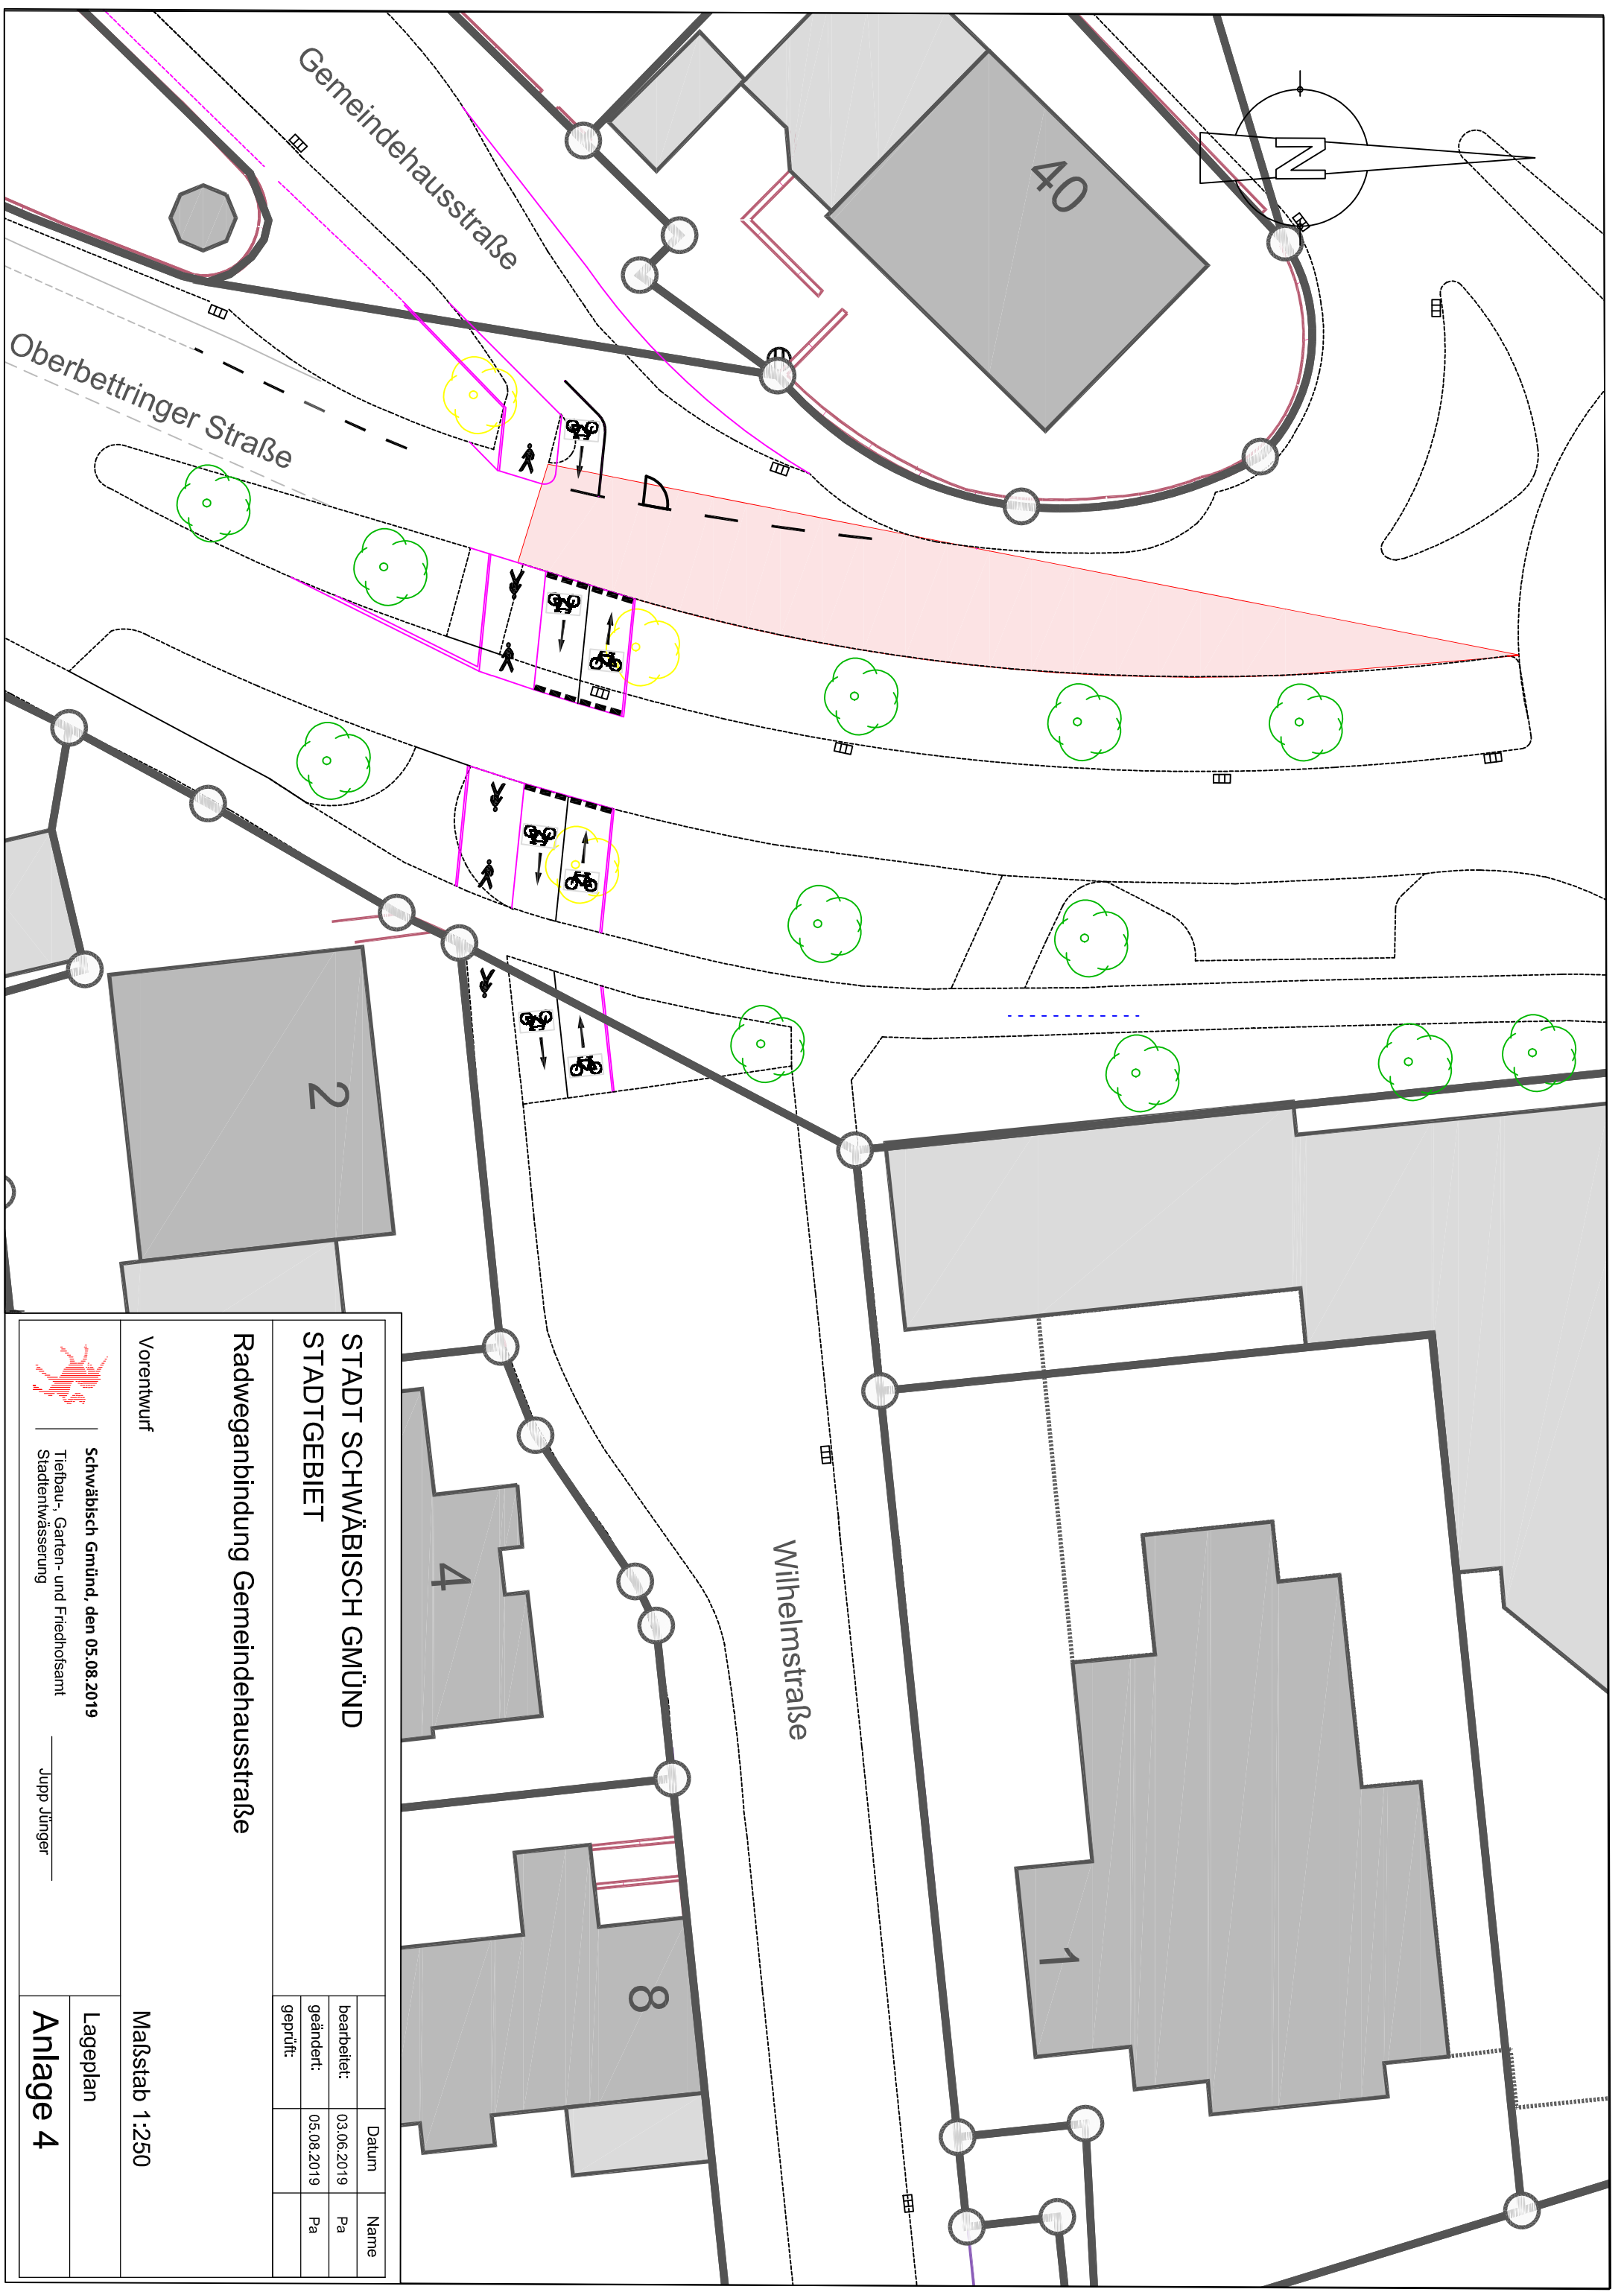 Gemeindehausstraße
40
N
Oberbettringer Straße
2
4
8
1
Wilhelmstraße
STADT SCHWÄBISCH GMÜND
STADTGEBIET
Datum
Name
bearbeitet:
03.06.2019
Pa
geändert:
05.08.2019
Pa
geprüft:
Radweganbindung Gemeindehausstraße
Vorentwurf
Maßstab 1:250
Schwäbisch Gmünd, den 05.08.2019
Tiefbau-, Garten- und Friedhofsamt
Stadtentwässerung
Jupp Jünger
Lageplan
Anlage 4